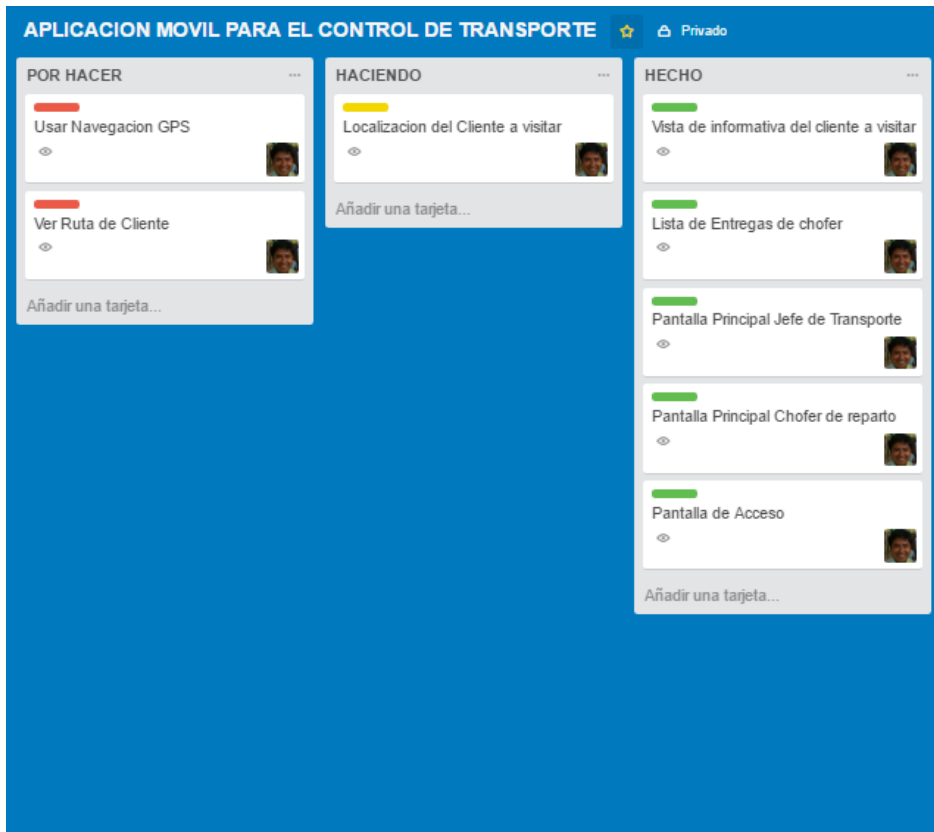 APLICACION MOVIL PARA EL CONTROL DE TRANSPORTE
Privado
POR HACER
Usar Navegacion GPS
Ver Ruta de Cliente
Añadir una tarjeta...
HACIENDO
Localizacion del Cliente a visitar
Añadir una tarjeta...
HECHO
Vista de informativa del cliente a visitar
Lista de Entregas de chofer
Pantalla Principal Jefe de Transporte
Pantalla Principal Chofer de reparto
Pantalla de Acceso
Añadir una tarjeta...